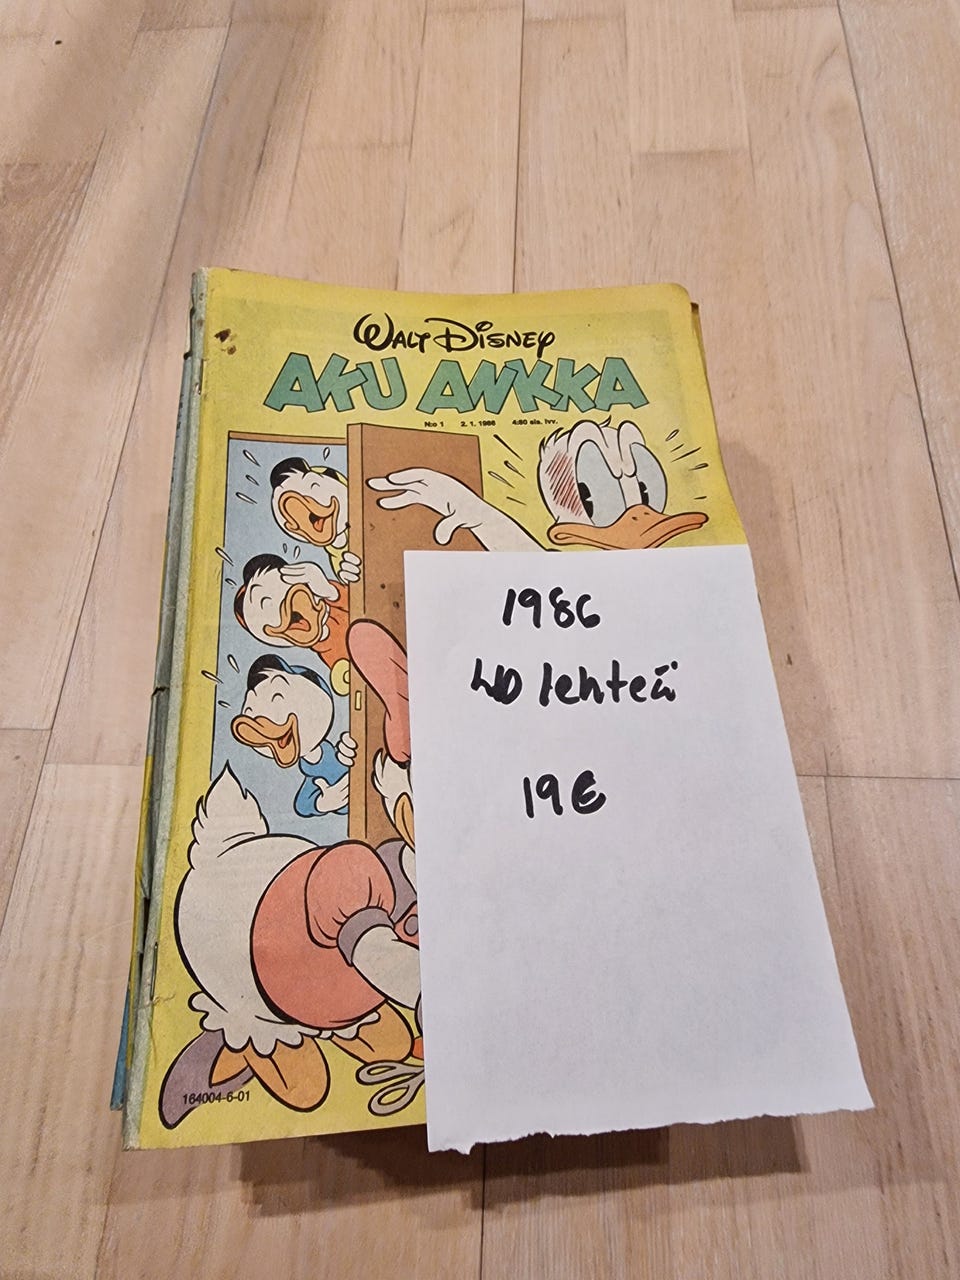 WALT DISNEY
AKU ANKKA
N:o 1 2. 1. 1986 4:80 sis. lvv.
1986
40 lehteä
19€
164004-6-01